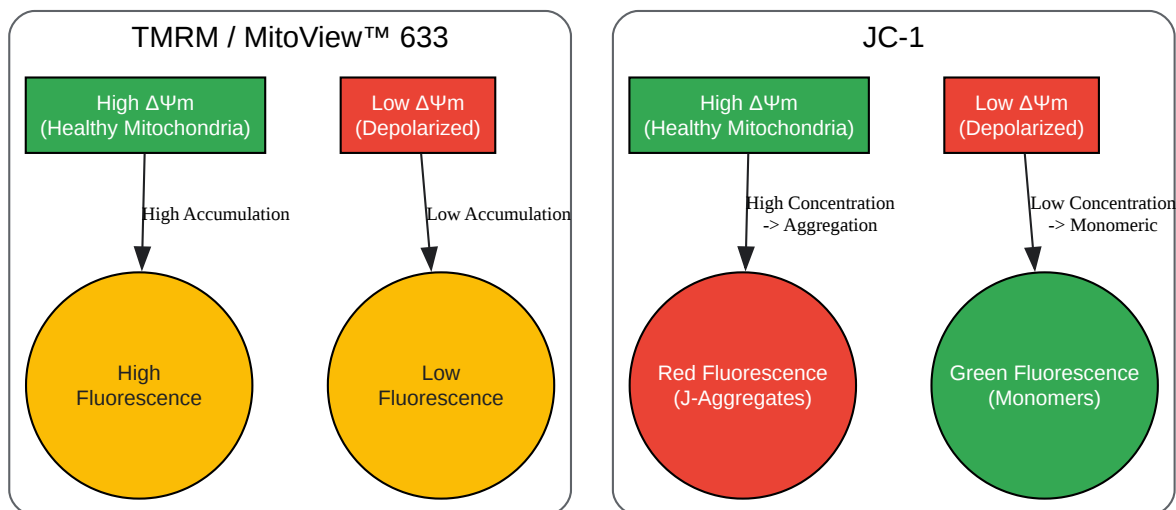 TMRM / MitoView™ 633
High ΔΨm
(Healthy Mitochondria)
Low ΔΨm
(Depolarized)
High Accumulation
Low Accumulation
High
Fluorescence
Low
Fluorescence
JC-1
High ΔΨm
(Healthy Mitochondria)
Low ΔΨm
(Depolarized)
High Concentration
-> Aggregation
Low Concentration
-> Monomeric
Red Fluorescence
(J-Aggregates)
Green Fluorescence
(Monomers)